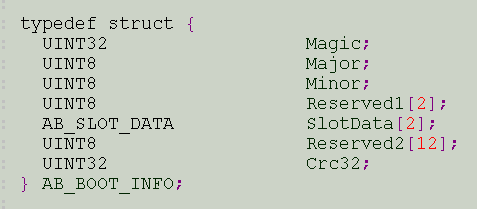 typedef struct {
UINT32 Magic;
UINT8 Major;
UINT8 Minor;
UINT8 Reserved1[2];
AB_SLOT_DATA SlotData[2];
UINT8 Reserved2[12];
UINT32 Crc32;
} AB_BOOT_INFO;